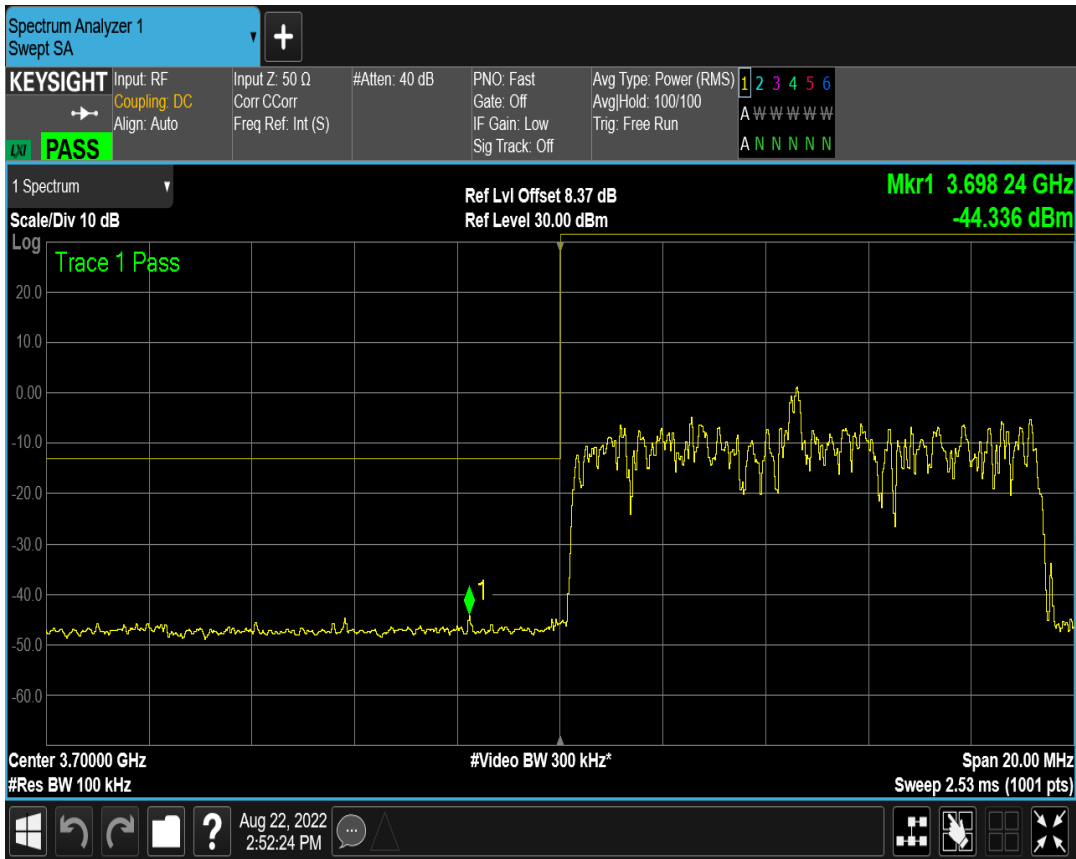 Spectrum Analyzer 1
Swept SA
+
KEYSIGHT
LXI PASS
Input: RF
Coupling: DC
Align: Auto
Input Z: 50 Ω
Corr CCorr
Freq Ref: Int (S)
#Atten: 40 dB
PNO: Fast
Gate: Off
IF Gain: Low
Sig Track: Off
Avg Type: Power (RMS)
Avg|Hold: 100/100
Trig: Free Run
1 2 3 4 5 6
A W W W W W
A N N N N N
1 Spectrum
Scale/Div 10 dB
Ref Lvl Offset 8.37 dB
Ref Level 30.00 dBm
Mkr1 3.698 24 GHz
-44.336 dBm
Log
Trace 1 Pass
20.0
10.0
0.00
-10.0
-20.0
-30.0
-40.0
-50.0
-60.0
1
Center 3.70000 GHz
#Res BW 100 kHz
#Video BW 300 kHz*
Span 20.00 MHz
Sweep 2.53 ms (1001 pts)
?
Aug 22, 2022
2:52:24 PM